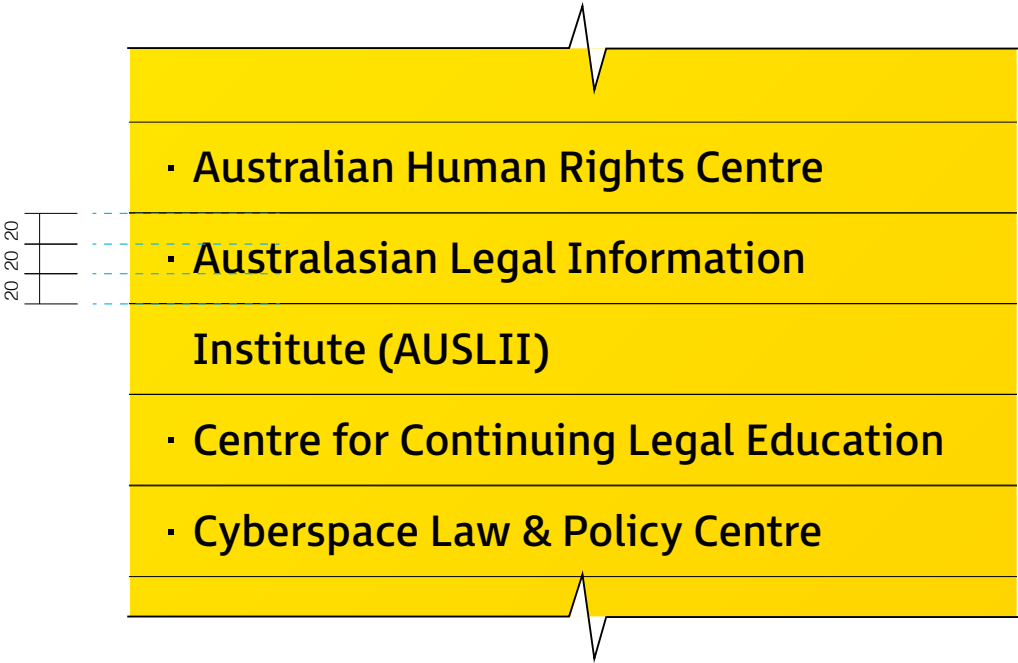 · Australian Human Rights Centre
20
· Australasian Legal Information
20
20
Institute (AUSLII)
· Centre for Continuing Legal Education
· Cyberspace Law & Policy Centre